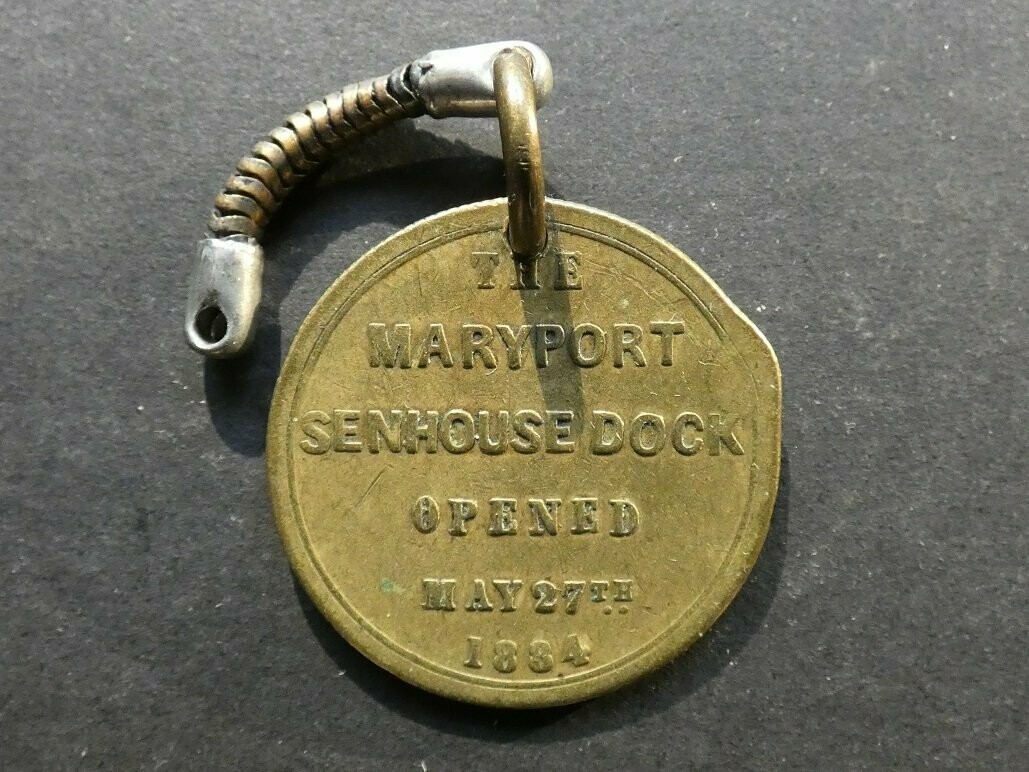 THE
MARYPORT
SENHOUSE DOCK
OPENED
MAY 27TH
1884